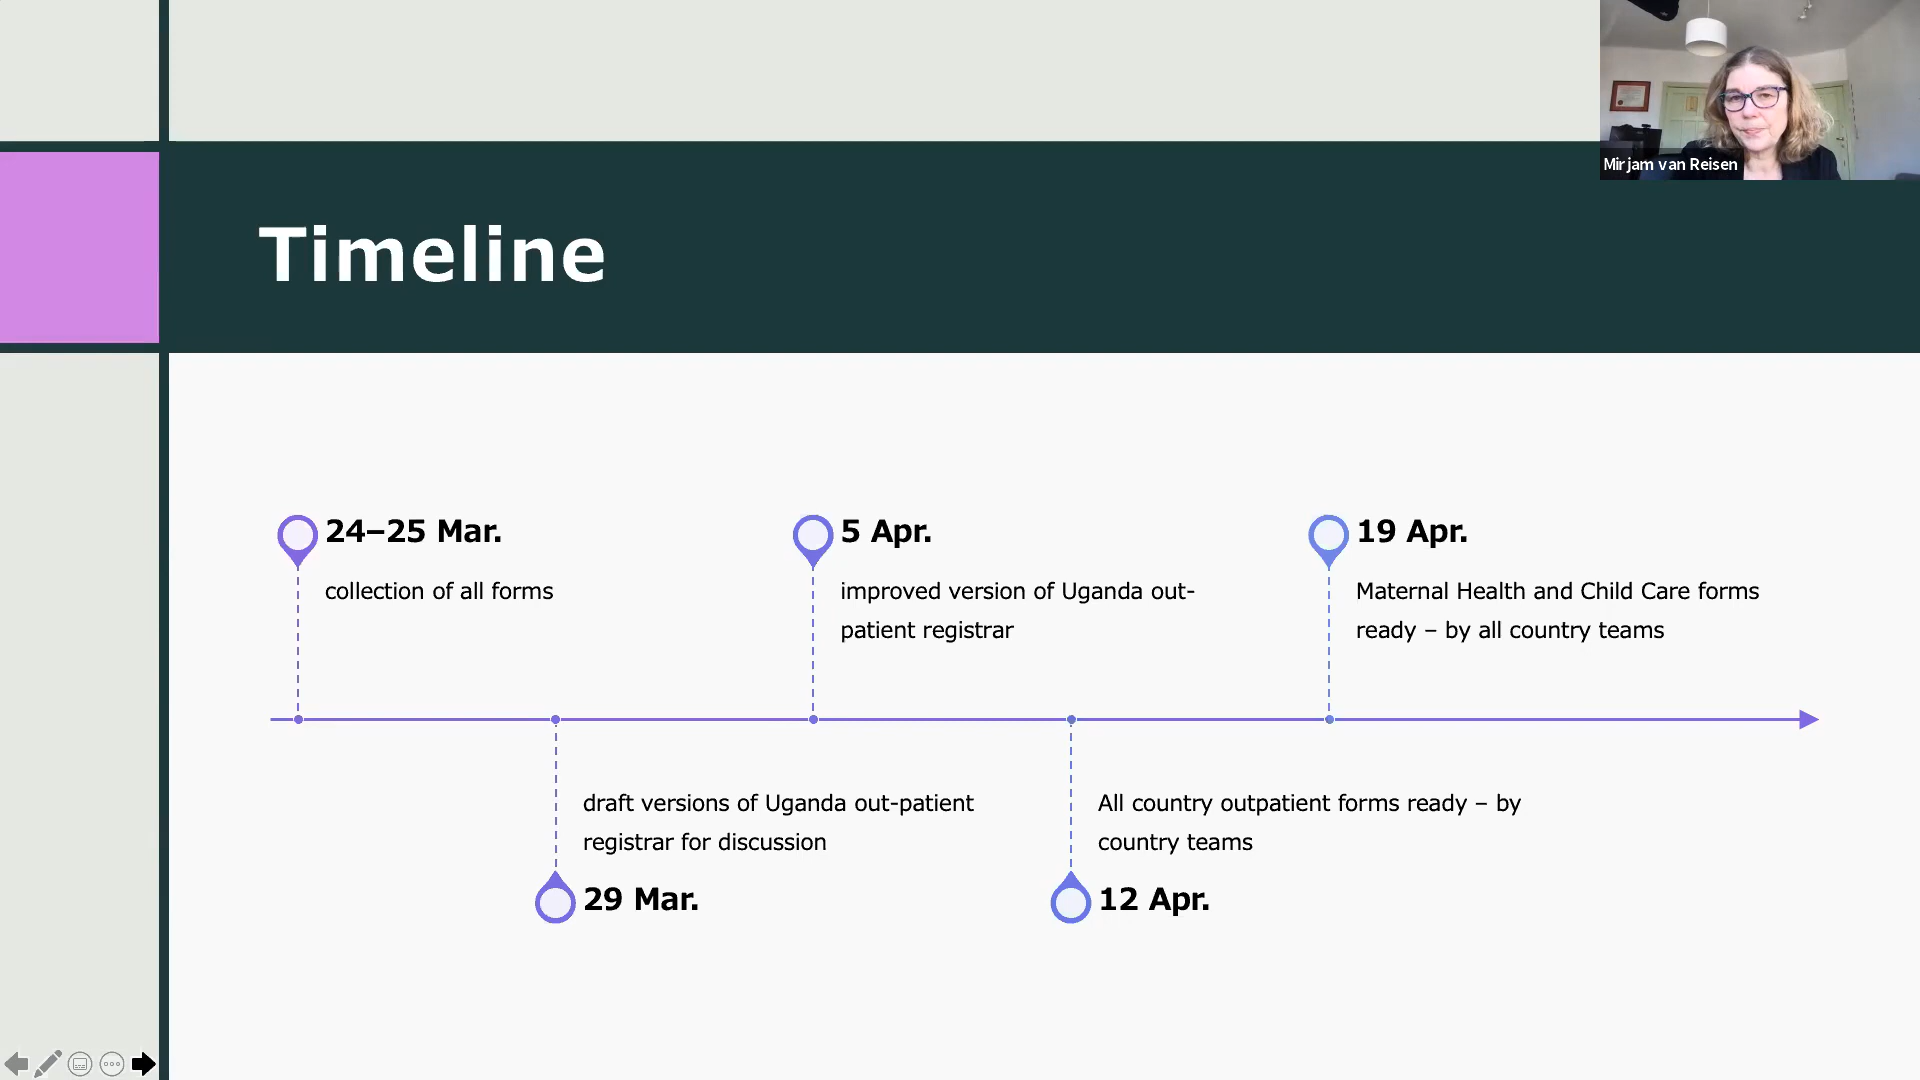 Mirjam van Reisen
Timeline
24–25 Mar.
collection of all forms
5 Apr.
improved version of Uganda out-
patient registrar
19 Apr.
Maternal Health and Child Care forms
ready – by all country teams
draft versions of Uganda out-patient
registrar for discussion
29 Mar.
All country outpatient forms ready – by
country teams
12 Apr.